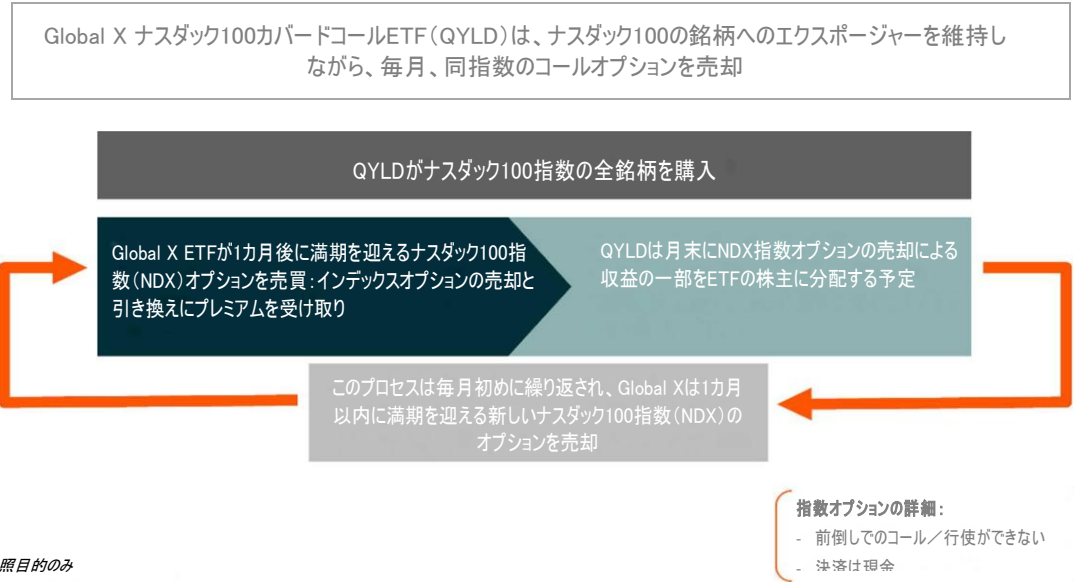 Global X ナスダック100カバードコールETF（QYLD）は、ナスダック100の銘柄へのエクスポージャーを維持し
ながら、毎月、同指数のコールオプションを売却
QYLDがナスダック100指数の全銘柄を購入
Global X ETFが1カ月後に満期を迎えるナスダック100指
数（NDX）オプションを売買：インデックスオプションの売却と
引き換えにプレミアムを受け取り
QYLDは月末にNDX指数オプションの売却による
収益の一部をETFの株主に分配する予定
このプロセスは毎月初めに繰り返され、Global Xは1カ月
以内に満期を迎える新しいナスダック100指数（NDX）の
オプションを売却
指数オプションの詳細：
- 前倒しでのコール／行使ができない
- 決済は現金
照目的のみ